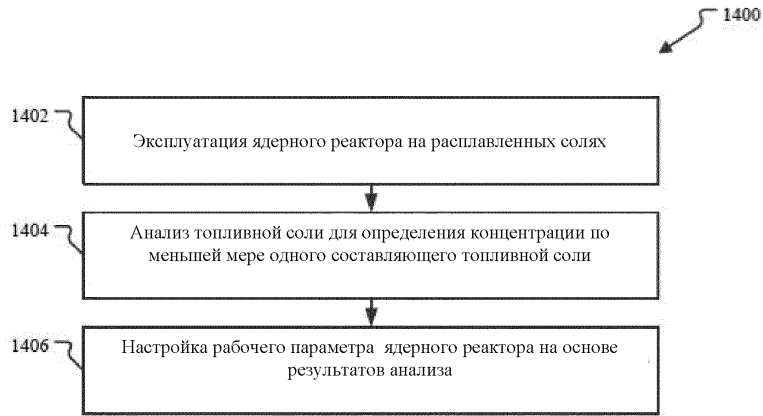 1400
1402
Эксплуатация ядерного реактора на расплавленных солях
1404
Анализ топливной соли для определения концентрации по
меньшей мере одного составляющего топливной соли
1406
Настройка рабочего параметра ядерного реактора на основе
результатов анализа